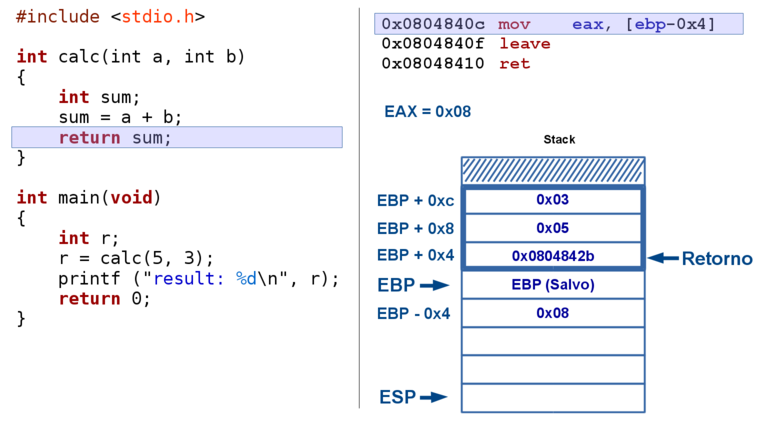 #include <stdio.h>
int calc(int a, int b)
{
int sum;
sum = a + b;
return sum;
}
int main(void)
{
int r;
r = calc(5, 3);
printf ("result: %d\n", r);
return 0;
}
0x0804840c mov eax, [ebp-0x4]
0x0804840f leave
0x08048410 ret
EAX = 0x08
Stack
EBP + 0xc 0x03
EBP + 0x8 0x05
EBP + 0x4 0x0804842b Retorno
EBP EBP (Salvo)
EBP - 0x4 0x08
ESP